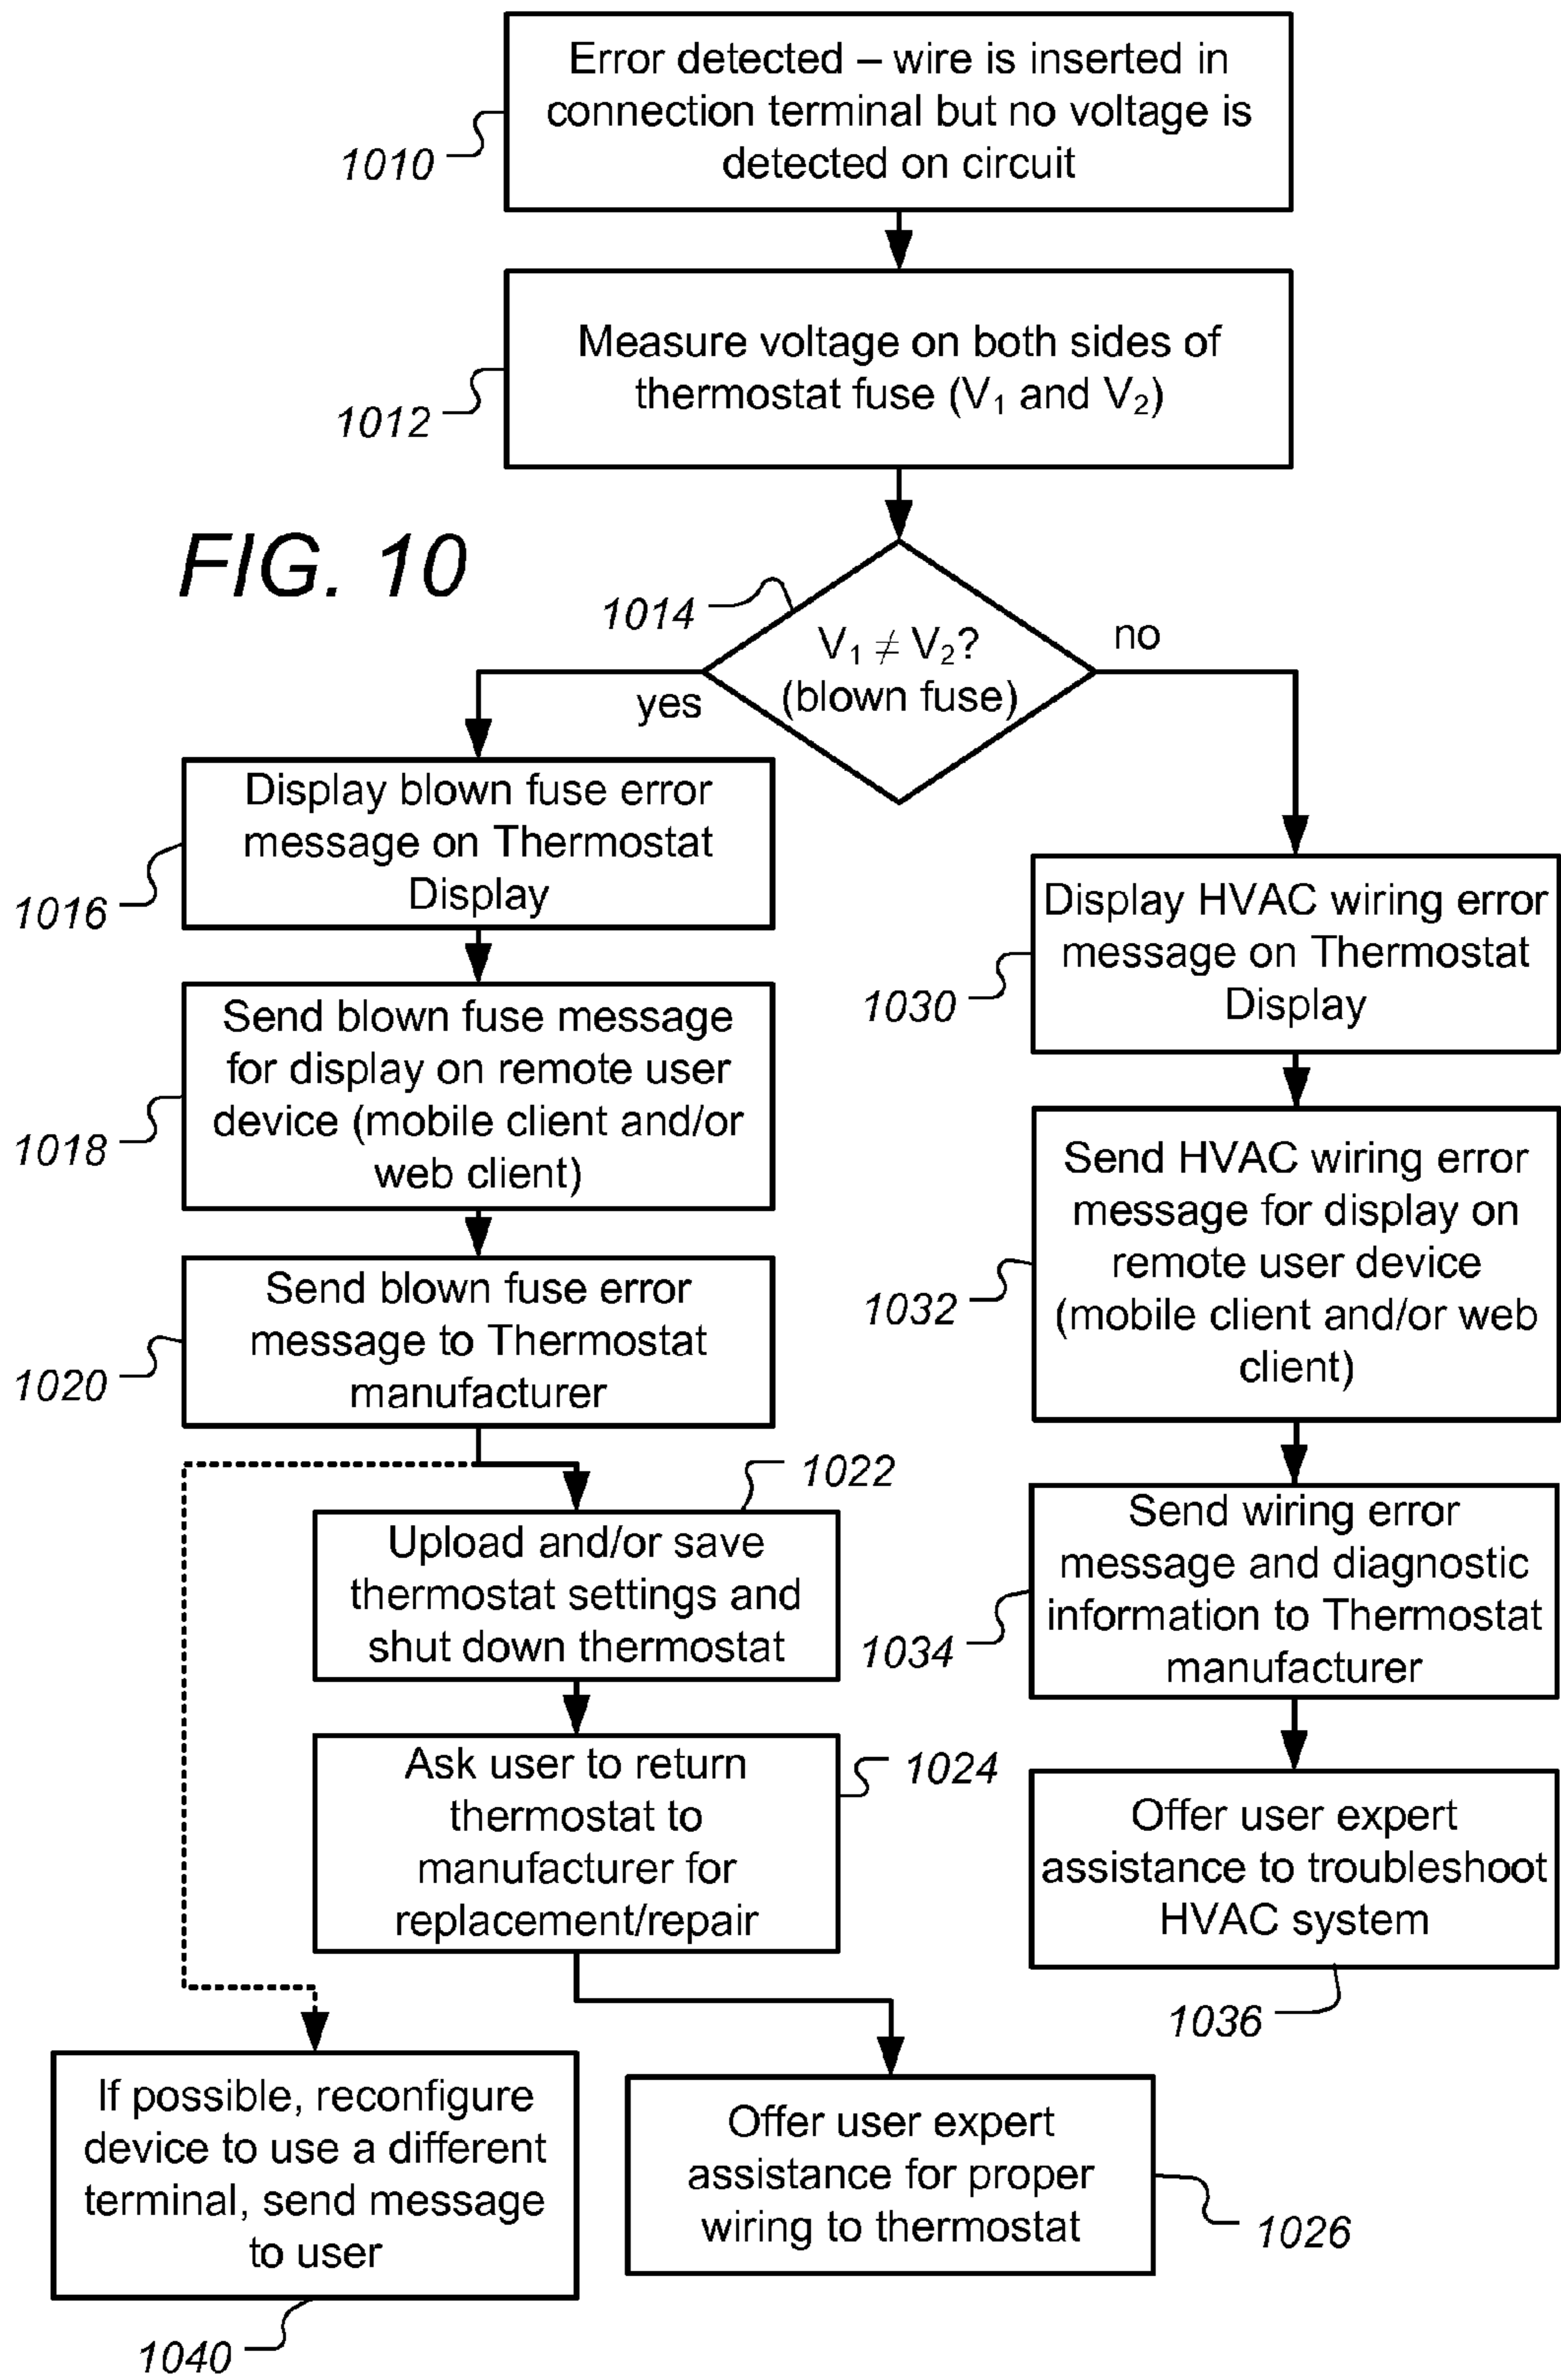 Error detected – wire is inserted in
connection terminal but no voltage is
detected on circuit
1010
Measure voltage on both sides of
thermostat fuse (V₁ and V₂)
1012
FIG. 10
1014
V₁ ≠ V₂?
(blown fuse)
yes
no
Display blown fuse error
message on Thermostat
Display
1016
Send blown fuse message
for display on remote user
device (mobile client and/or
web client)
1018
Send blown fuse error
message to Thermostat
manufacturer
1020
1022
Upload and/or save
thermostat settings and
shut down thermostat
Ask user to return
thermostat to
manufacturer for
replacement/repair
1024
If possible, reconfigure
device to use a different
terminal, send message
to user
1040
Offer user expert
assistance for proper
wiring to thermostat
1026
Display HVAC wiring error
message on Thermostat
Display
1030
Send HVAC wiring error
message for display on
remote user device
(mobile client and/or web
client)
1032
Send wiring error
message and diagnostic
information to Thermostat
manufacturer
1034
Offer user expert
assistance to troubleshoot
HVAC system
1036